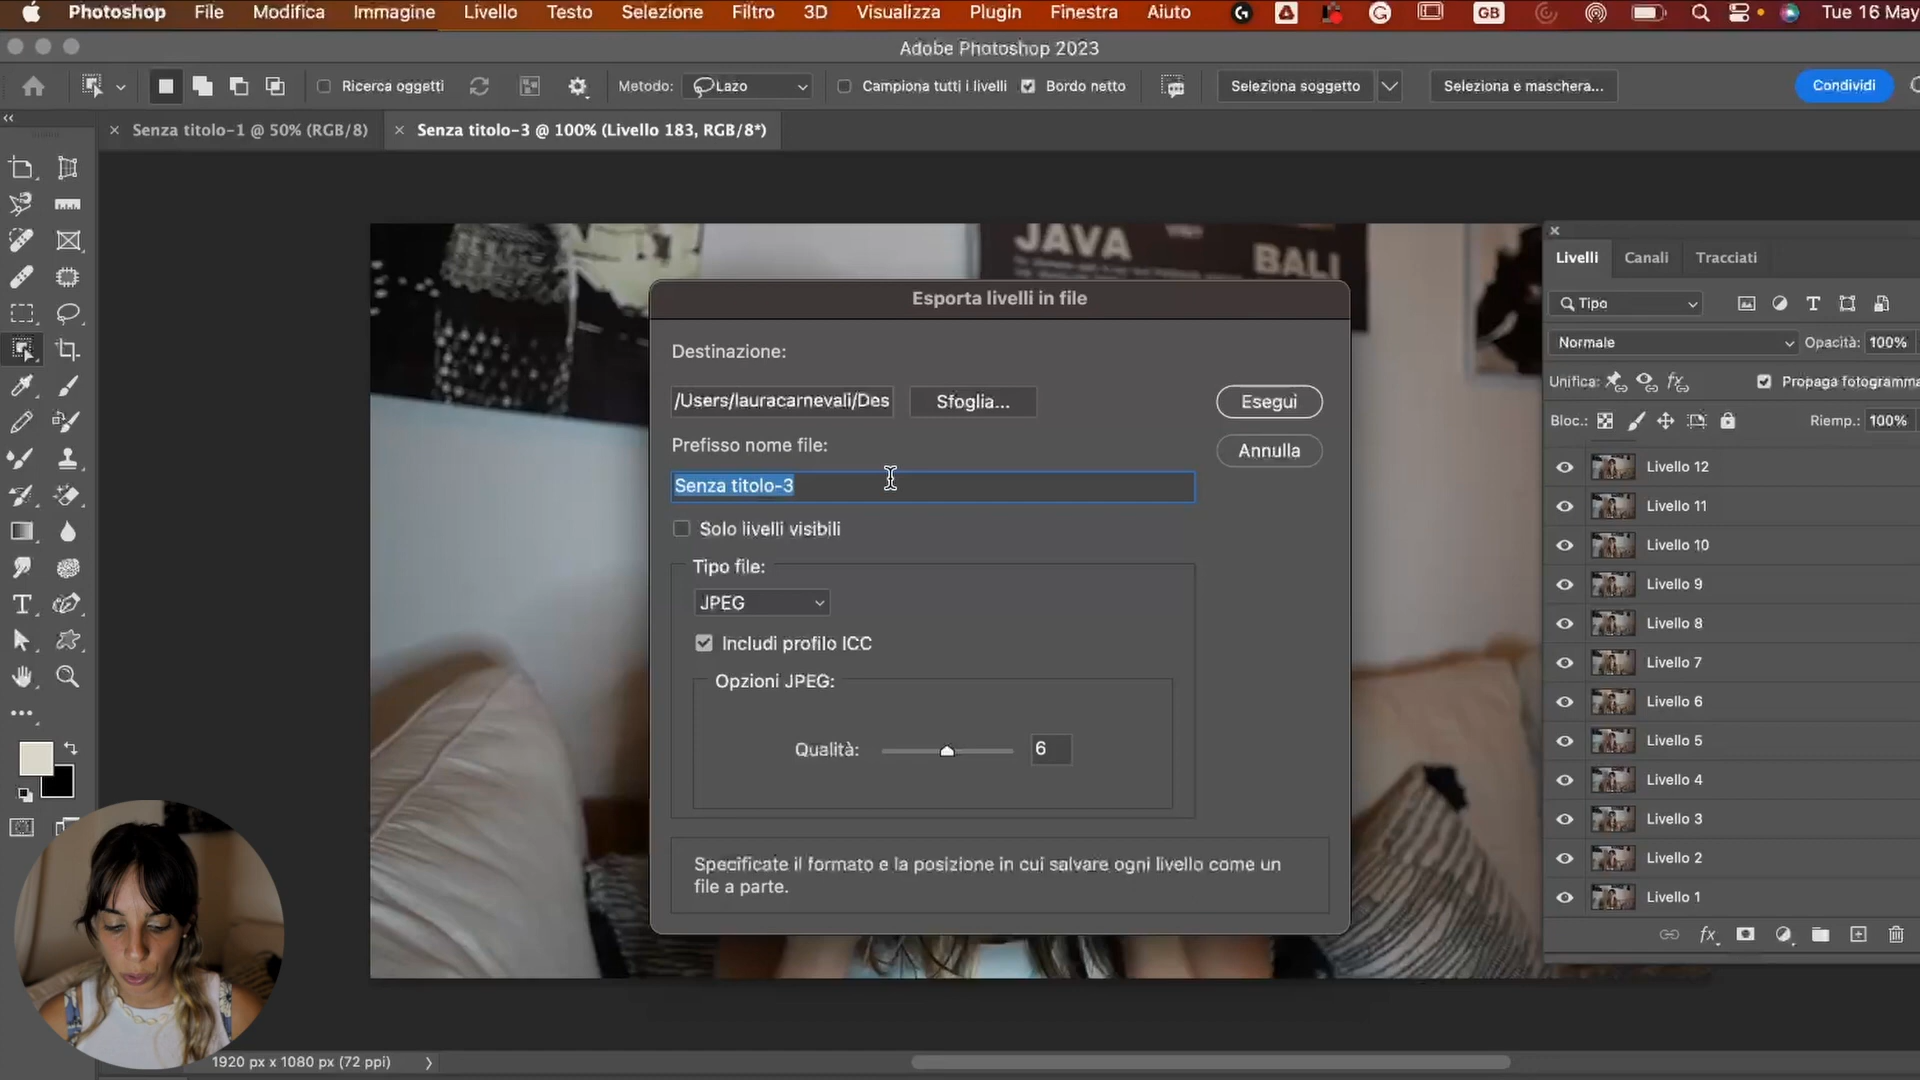 Photoshop File Modifica Immagine Livello Testo Selezione Filtro 3D Visualizza Plugin Finestra Aiuto GB Tue 16 May
Adobe Photoshop 2023
Ricerca oggetti Metodo: Lazo Campiona tutti i livelli Bordo netto Seleziona soggetto Seleziona e maschera... Condividi
Senza titolo-1 @ 50% (RGB/8) Senza titolo-3 @ 100% (Livello 183, RGB/8*)
JAVA
BALI
Esporta livelli in file
Destinazione:
/Users/lauracarnevali/Des Sfoglia... Esegui
Prefisso nome file:
Annulla
Senza titolo-3
Solo livelli visibili
Tipo file:
JPEG
Includi profilo ICC
Opzioni JPEG:
Qualità: 6
Specificate il formato e la posizione in cui salvare ogni livello come un
file a parte.
Livelli Canali Tracciati
Tipo
Normale Opacità: 100%
Unifica: Propaga fotogramma
Bloc.: Riemp.: 100%
Livello 12
Livello 11
Livello 10
Livello 9
Livello 8
Livello 7
Livello 6
Livello 5
Livello 4
Livello 3
Livello 2
Livello 1
fx
1920 px x 1080 px (72 ppi)